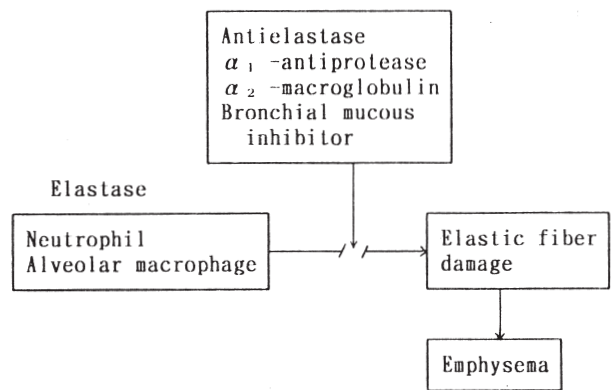 Antielastase
α₁-antiprotease
α₂-macroglobulin
Bronchial mucous
inhibitor
Elastase
Neutrophil
Alveolar macrophage
Elastic fiber
damage
Emphysema